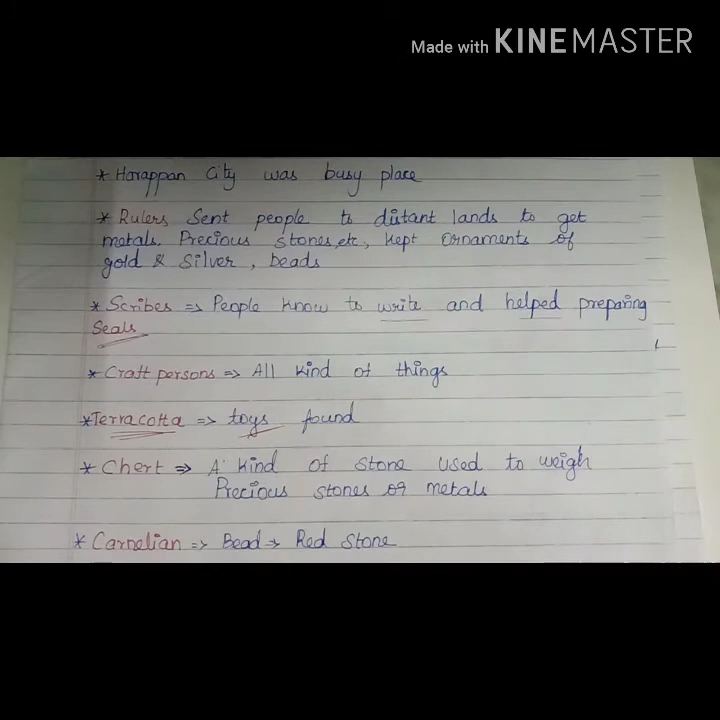 Made with KINEMASTER
* Harappan City was busy place
* Rulers Sent people to distant lands to get
metals, Precious stones, etc, kept ornaments of
gold & silver, beads
* Scribes => People know to write and helped preparing
Seals
* Craft persons => All kind of things
* Terracotta => toys found
* Chert => A kind of stone used to weigh
Precious stones or metals
* Carnelian => Bead -> Red Stone